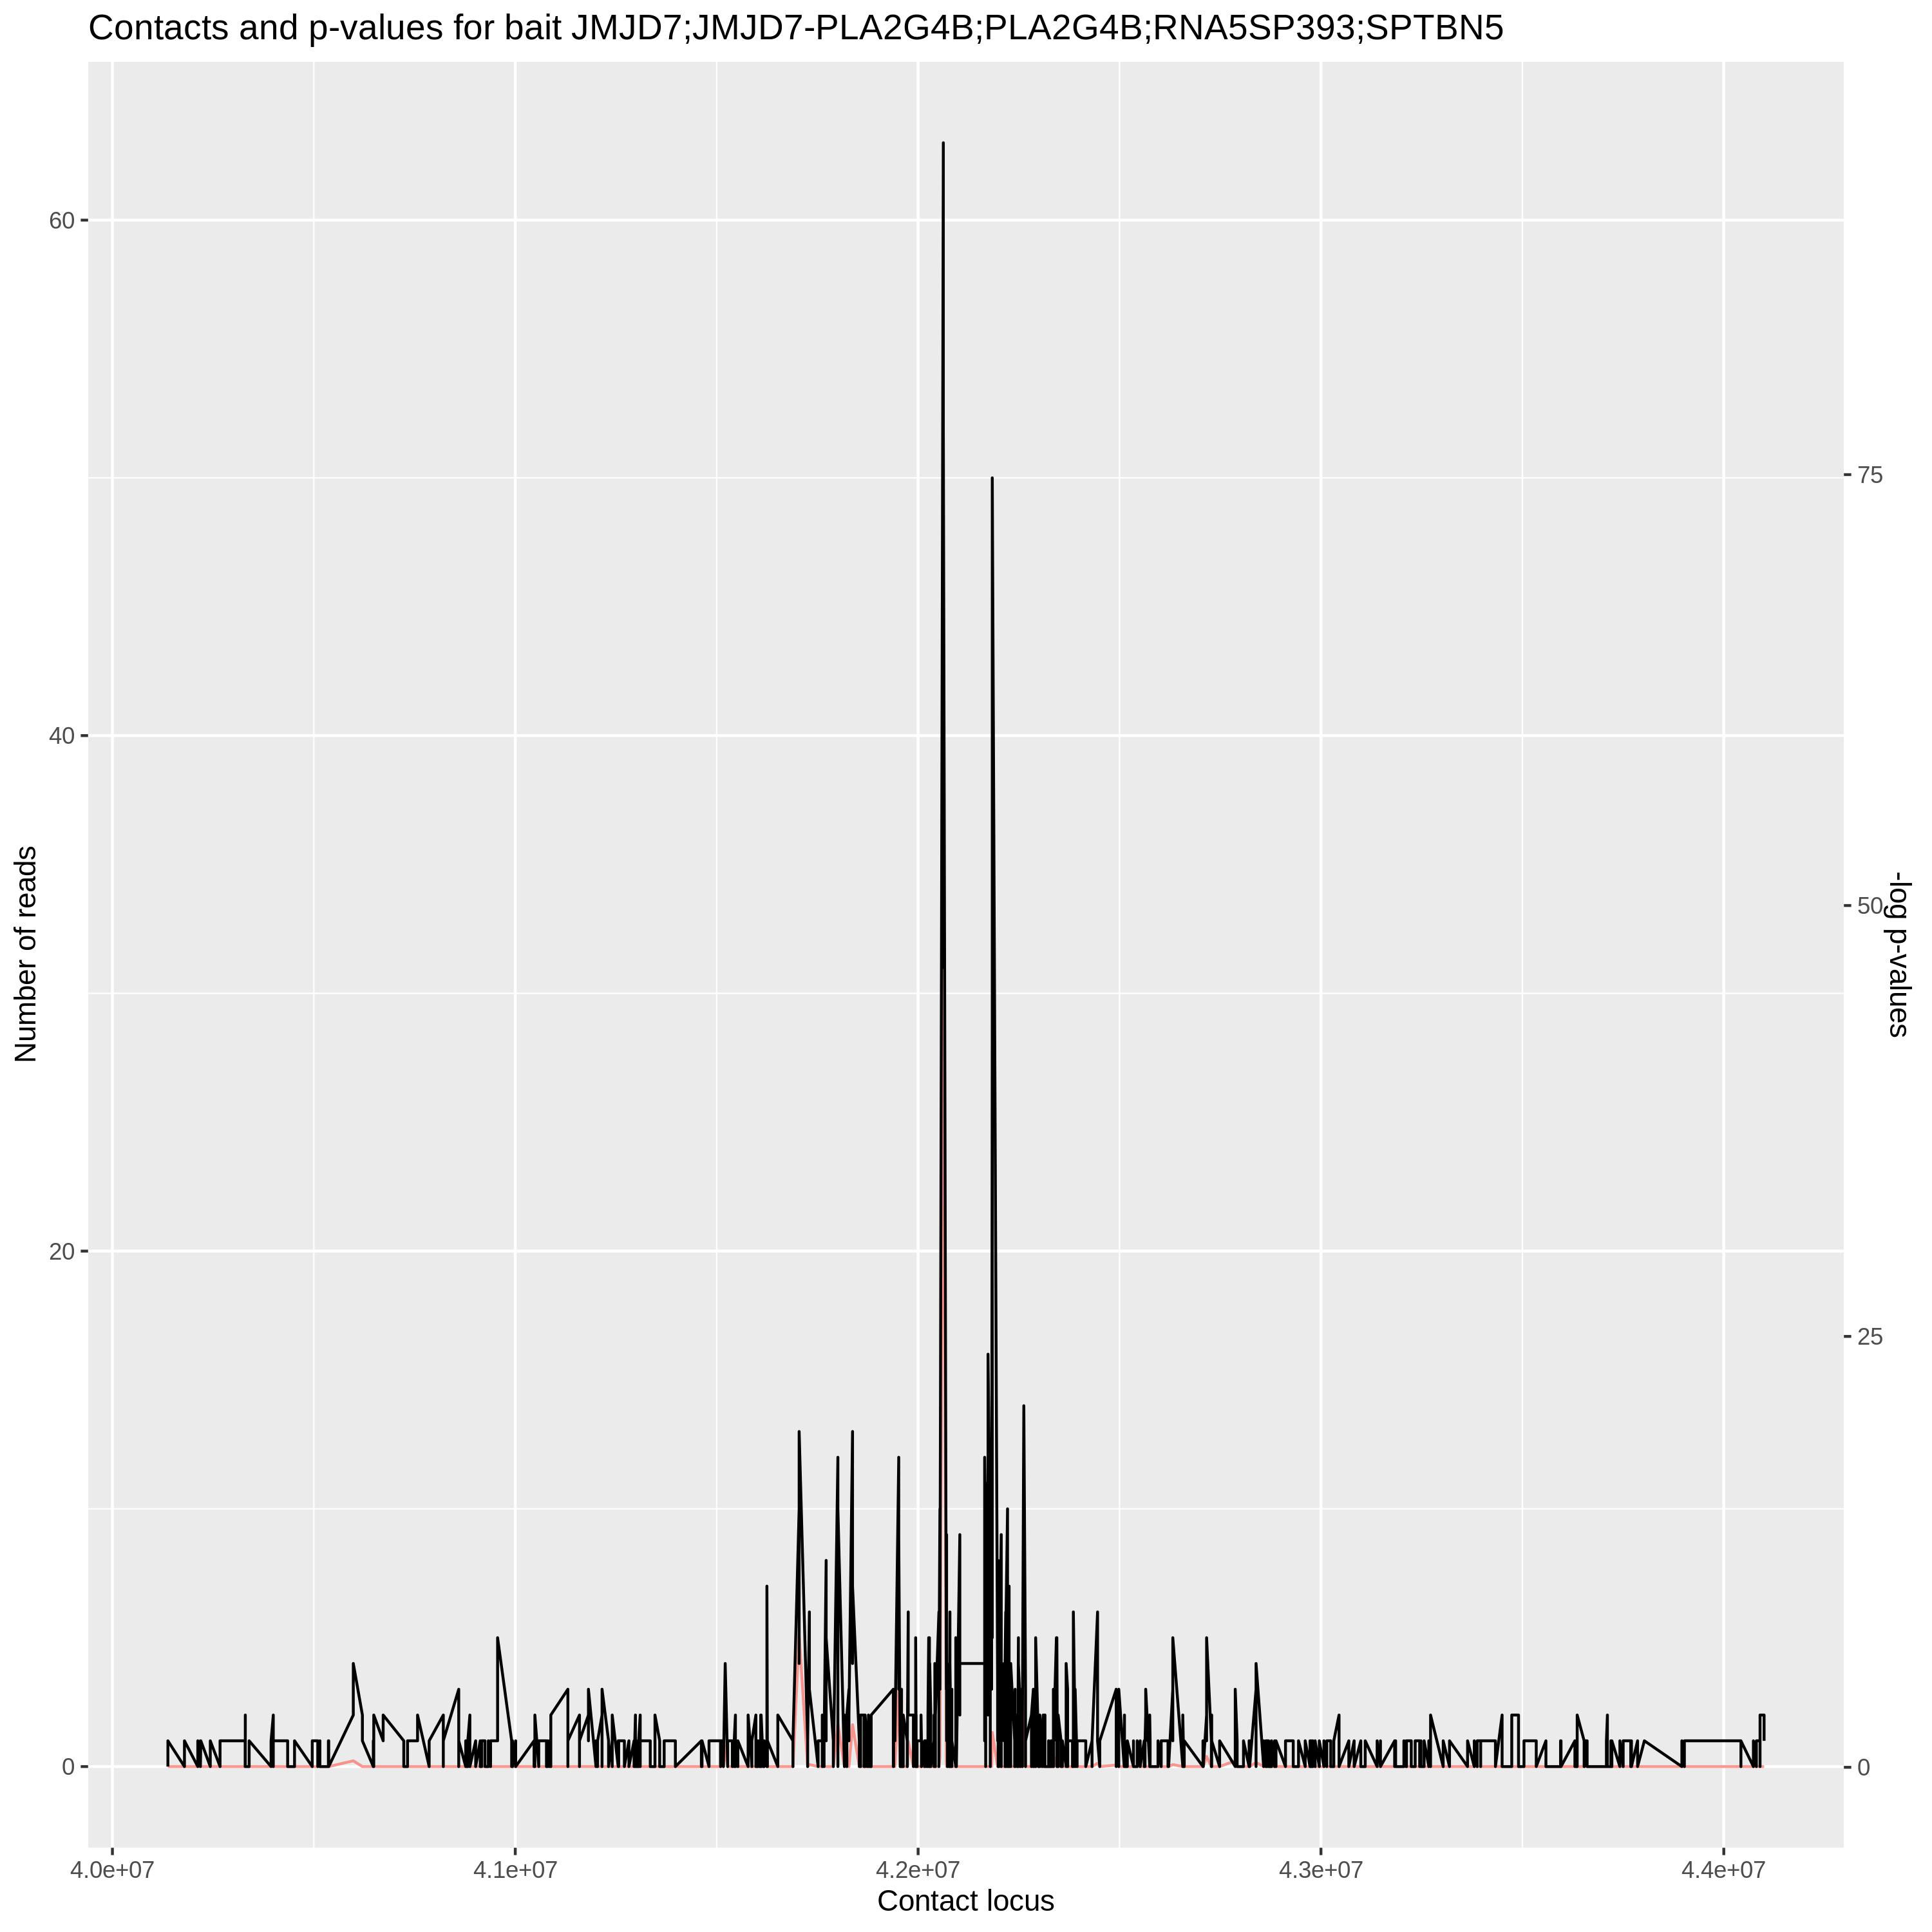 Contacts and p-values for bait JMJD7;JMJD7-PLA2G4B;PLA2G4B;RNA5SP393;SPTBN5
60
40
20
0
Number of reads
75
50
25
0
-log p-values
4.0e+07
4.1e+07
4.2e+07
4.3e+07
4.4e+07
Contact locus